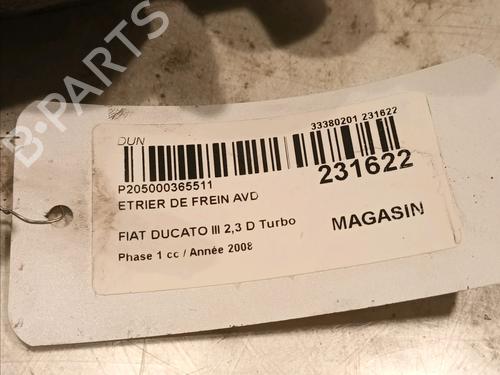 B-PARTS
DUN
33380201 231622
P205000365511
231622
ETRIER DE FREIN AVD
FIAT DUCATO III 2,3 D Turbo
MAGASIN
Phase 1 cc / Année 2008